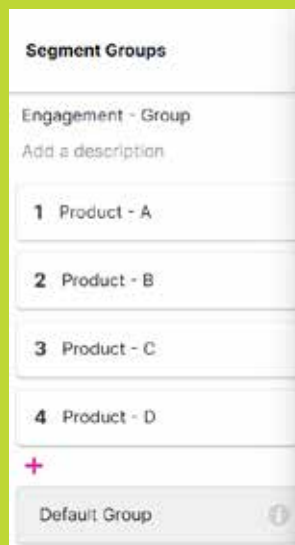 Segment Groups
Engagement - Group
Add a description
1 Product - A
2 Product - B
3 Product - C
4 Product - D
+
Default Group